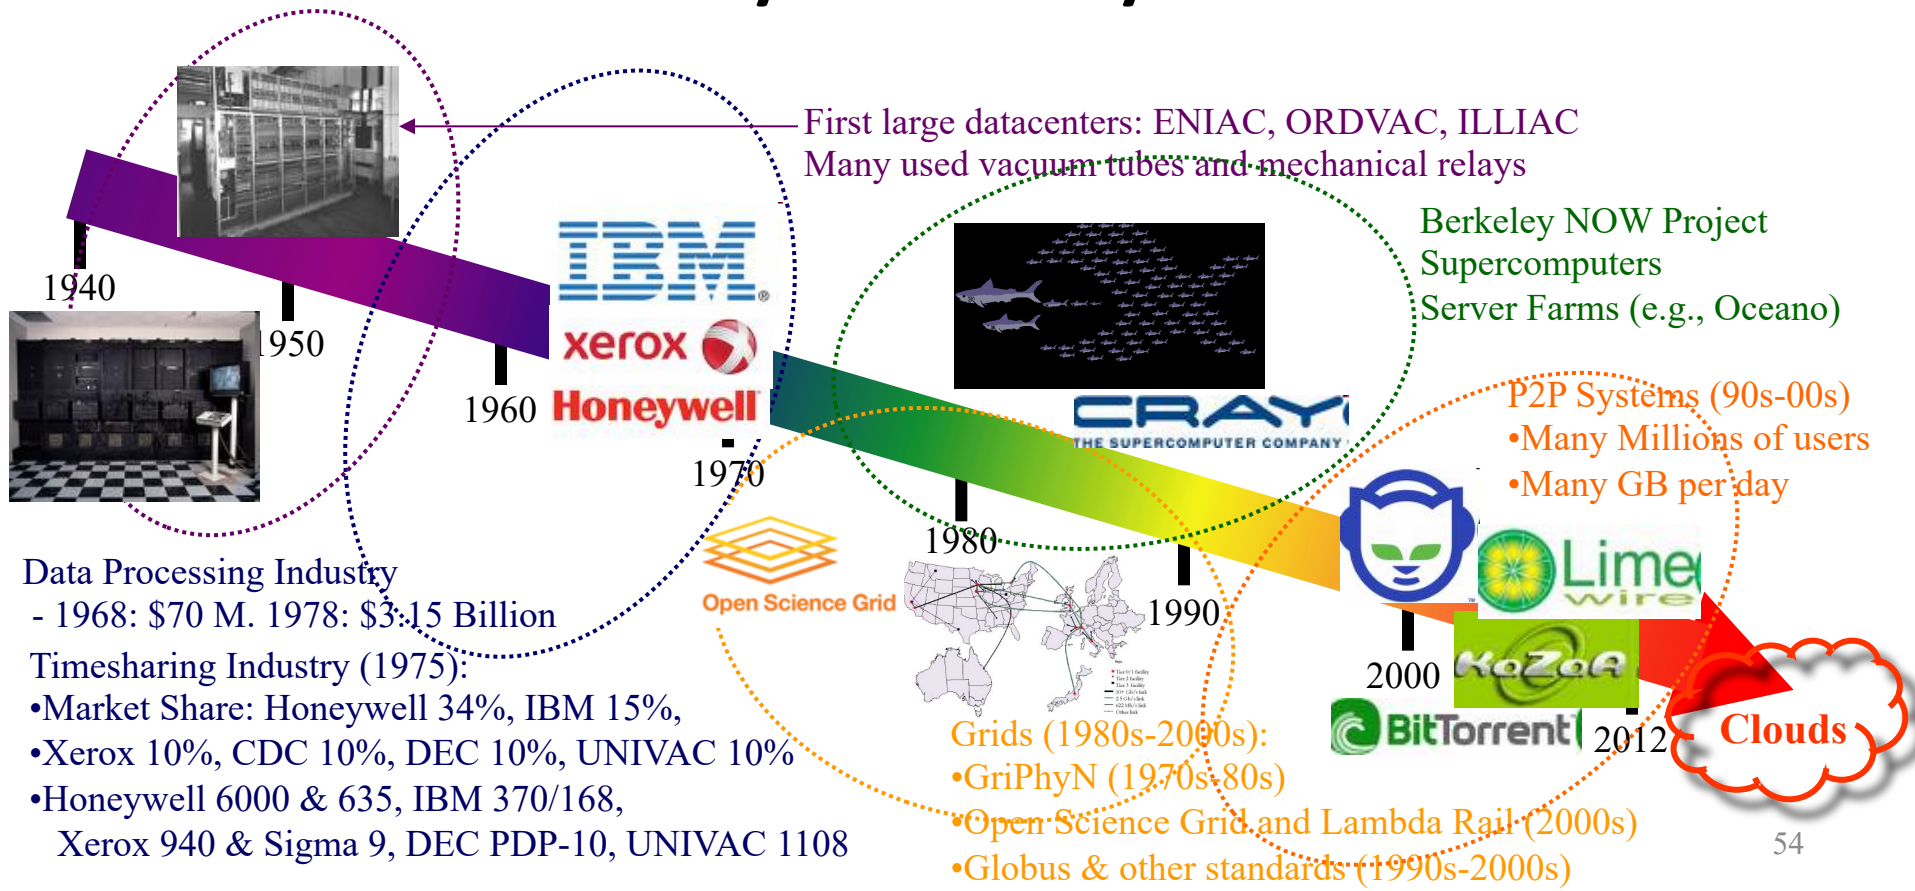 First large datacenters: ENIAC, ORDVAC, ILLIAC
Many used vacuum tubes and mechanical relays
Berkeley NOW Project
Supercomputers
Server Farms (e.g., Oceano)
1940
1950
1960
1970
1980
1990
2000
2012
IBM®
xerox
Honeywell
CRAY
THE SUPERCOMPUTER COMPANY
P2P Systems (90s-00s)
•Many Millions of users
•Many GB per day
Lime
wire
KaZaA
BitTorrent
Clouds
Open Science Grid
Data Processing Industry
- 1968: $70 M. 1978: $3.15 Billion
Timesharing Industry (1975):
•Market Share: Honeywell 34%, IBM 15%,
•Xerox 10%, CDC 10%, DEC 10%, UNIVAC 10%
•Honeywell 6000 & 635, IBM 370/168,
Xerox 940 & Sigma 9, DEC PDP-10, UNIVAC 1108
Grids (1980s-2000s):
•GriPhyN (1970s-80s)
•Open Science Grid and Lambda Rail (2000s)
•Globus & other standards (1990s-2000s)
54